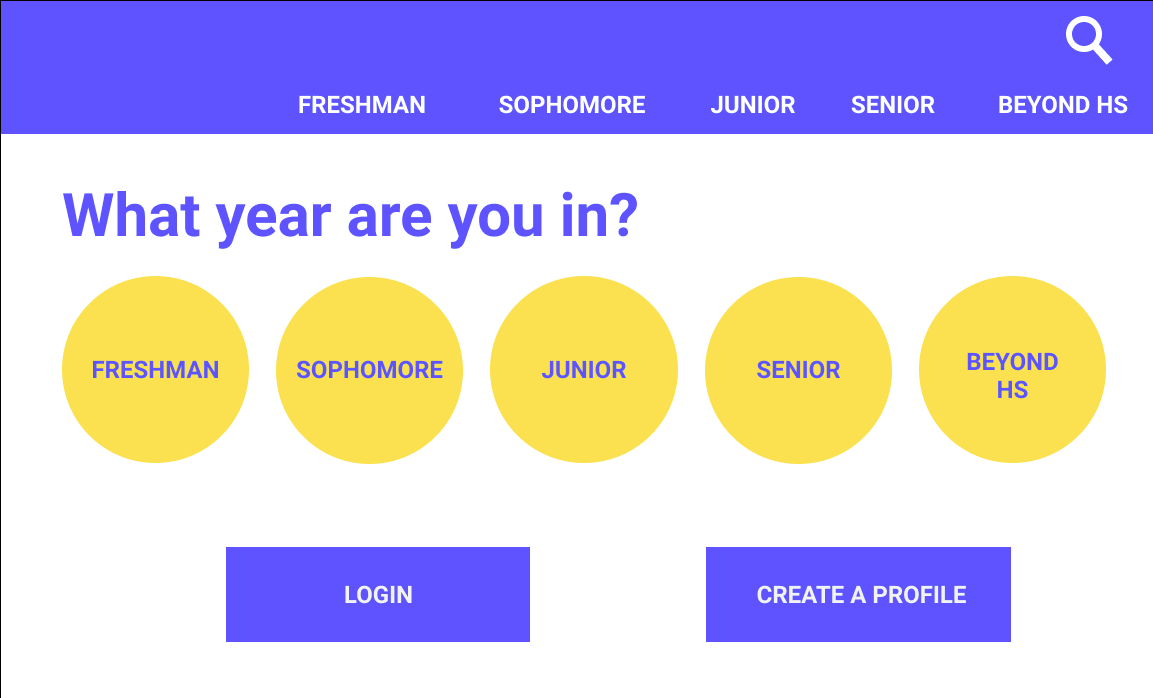 FRESHMAN SOPHOMORE JUNIOR SENIOR BEYOND HS
What year are you in?
FRESHMAN
SOPHOMORE
JUNIOR
SENIOR
BEYOND
HS
LOGIN
CREATE A PROFILE